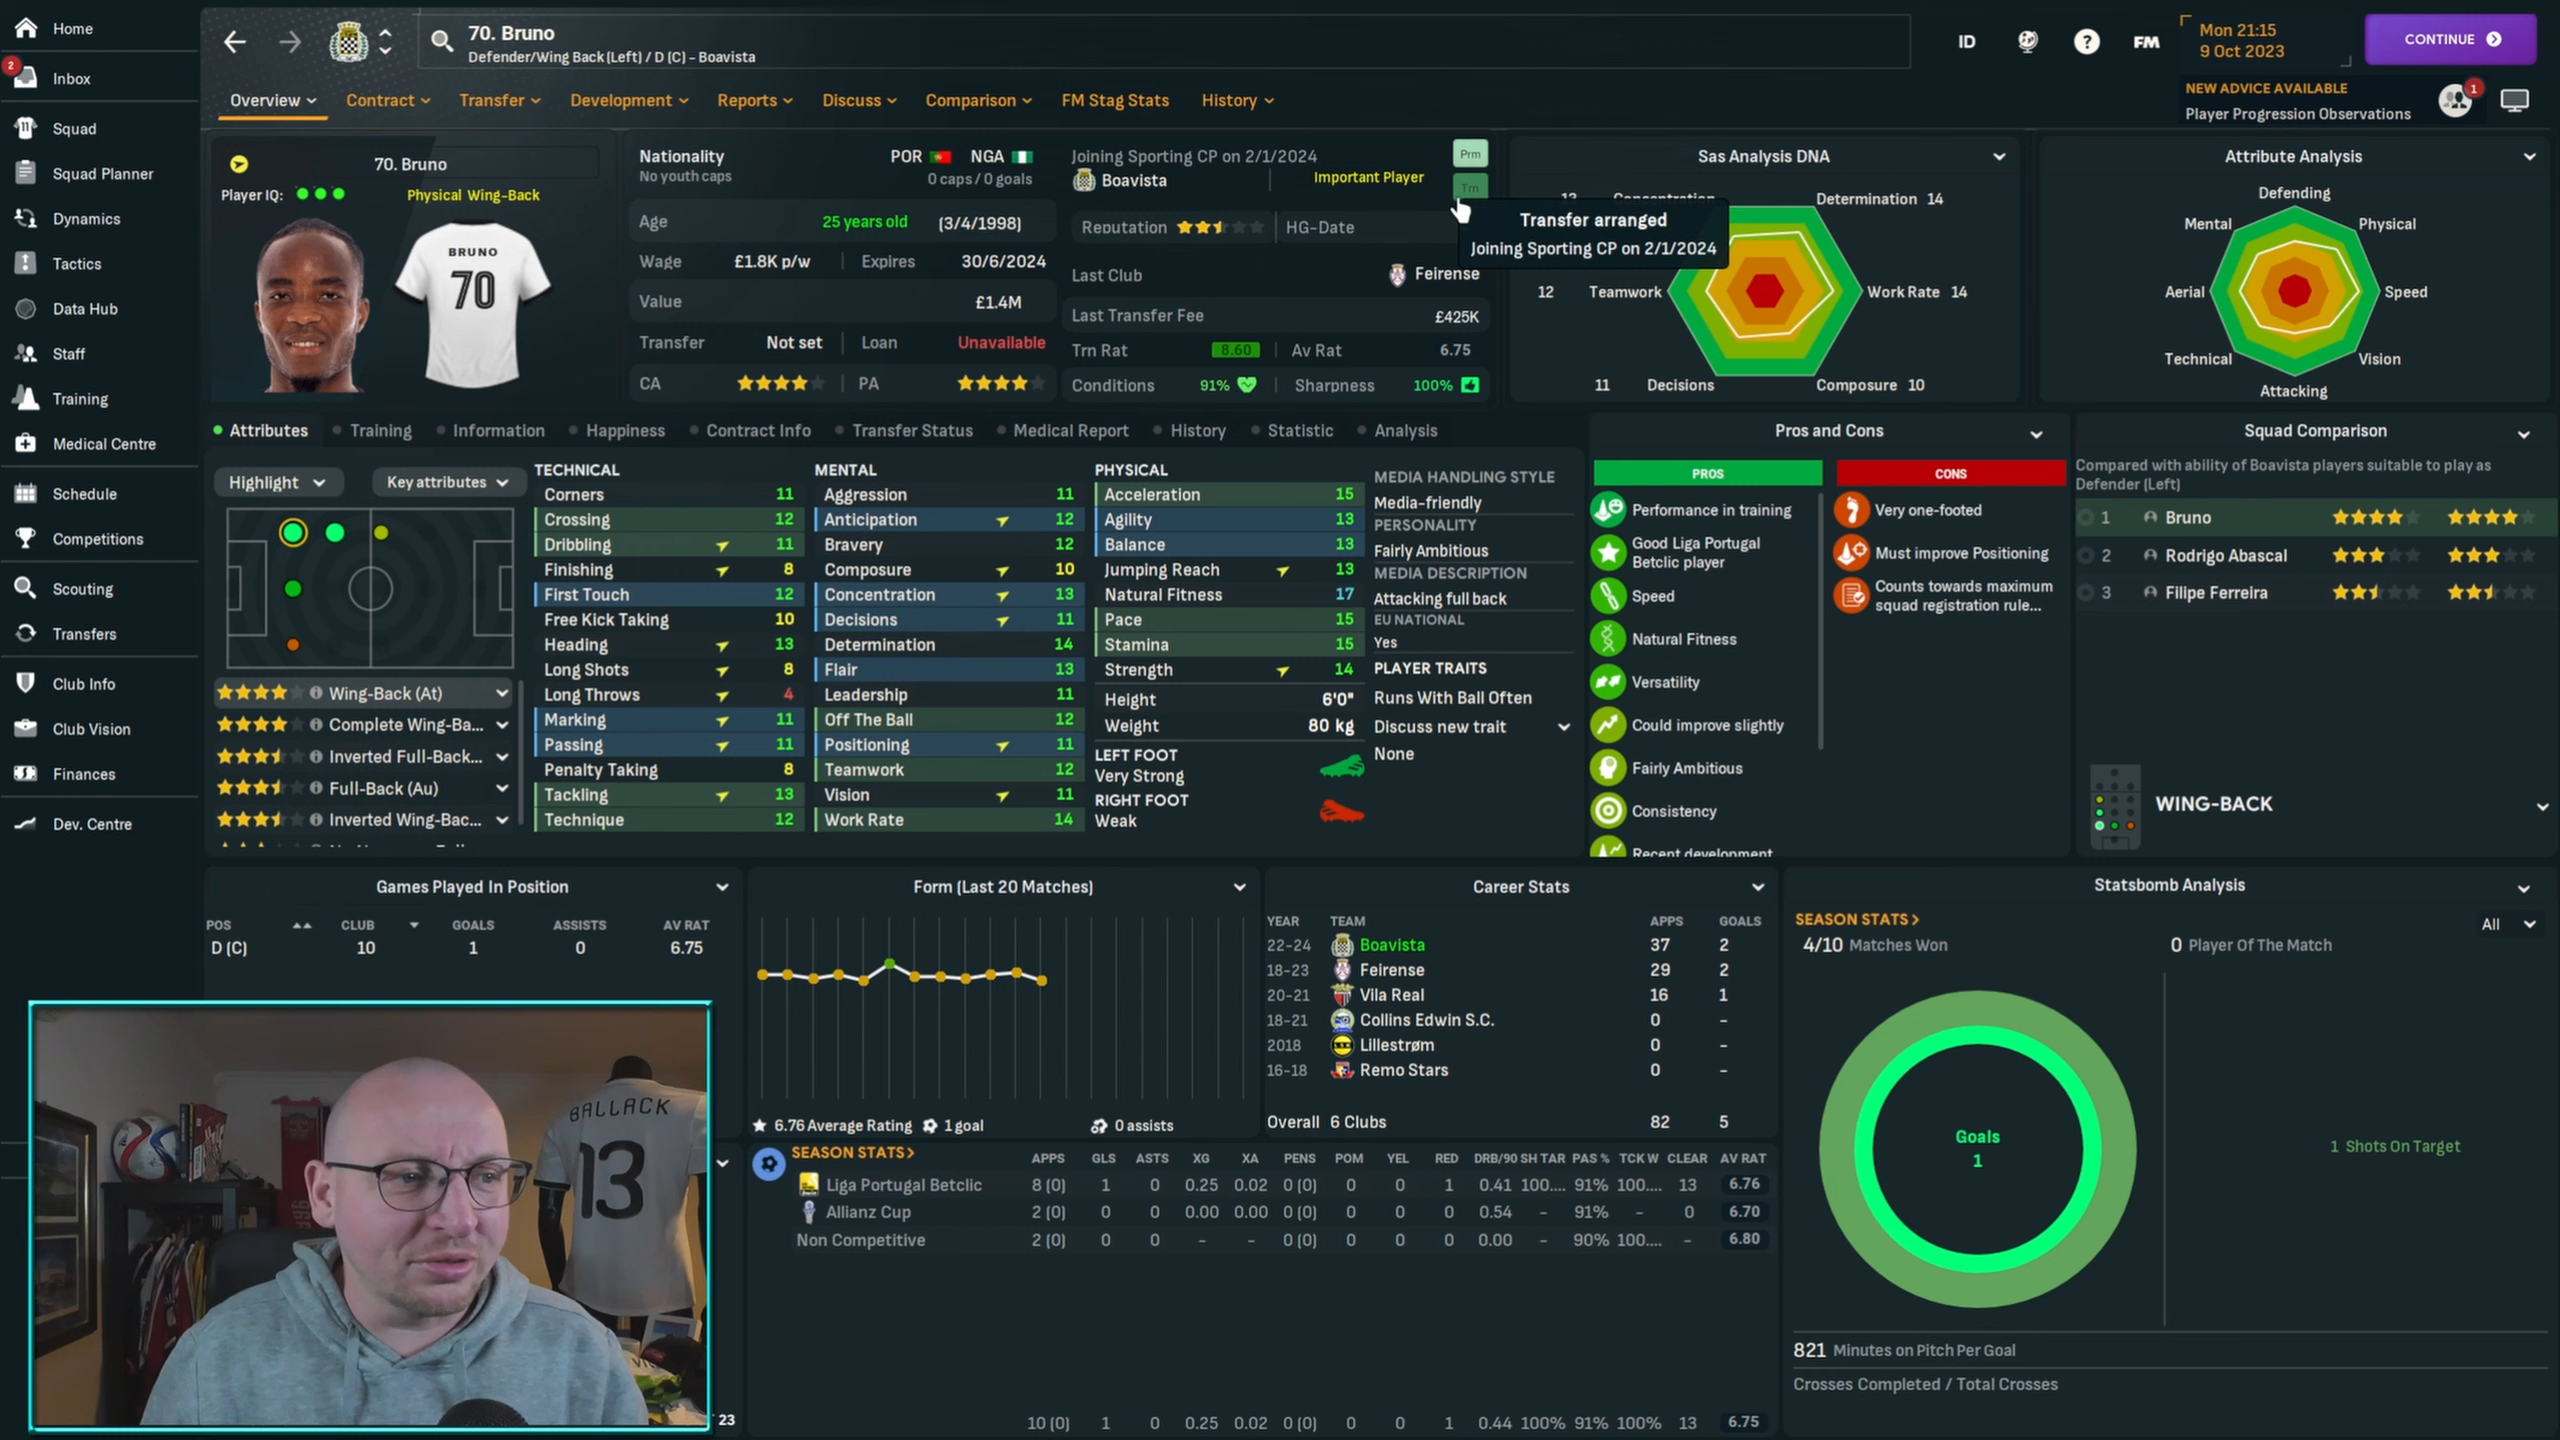 Home
Inbox
2
Squad
Squad Planner
Dynamics
Tactics
Data Hub
Staff
Training
Medical Centre
Schedule
Competitions
Scouting
Transfers
Club Info
Club Vision
Finances
Dev. Centre
70. Bruno
Defender/Wing Back (Left) / D (C) - Boavista
ID
FM
Mon 21:15
9 Oct 2023
CONTINUE
Overview
Contract
Transfer
Development
Reports
Discuss
Comparison
FM Stag Stats
History
NEW ADVICE AVAILABLE
Player Progression Observations
1
70. Bruno
Player IQ:
Physical Wing-Back
BRUNO
70
Nationality POR NGA
No youth caps 0 caps / 0 goals
Age 25 years old (3/4/1998)
Wage £1.8K p/w Expires 30/6/2024
Value £1.4M
Transfer Not set Loan Unavailable
CA PA
Joining Sporting CP on 2/1/2024
Boavista Important Player
Prm
Trn
Reputation HG-Date
Last Club Feirense
Last Transfer Fee £425K
Trn Rat 8.60 Av Rat 6.75
Conditions 91% Sharpness 100%
Transfer arranged
Joining Sporting CP on 2/1/2024
Sas Analysis DNA
Determination 14
12 Teamwork Work Rate 14
11 Decisions Composure 10
Attribute Analysis
Defending
Mental Physical
Aerial Speed
Technical Vision
Attacking
Attributes
Training
Information
Happiness
Contract Info
Transfer Status
Medical Report
History
Statistic
Analysis
Highlight
Key attributes
Wing-Back (At)
Complete Wing-Ba...
Inverted Full-Back...
Full-Back (Au)
Inverted Wing-Bac...
TECHNICAL
Corners 11
Crossing 12
Dribbling 11
Finishing 8
First Touch 12
Free Kick Taking 10
Heading 13
Long Shots 8
Long Throws 4
Marking 11
Passing 11
Penalty Taking 8
Tackling 13
Technique 12
MENTAL
Aggression 11
Anticipation 12
Bravery 12
Composure 10
Concentration 13
Decisions 11
Determination 14
Flair 13
Leadership 11
Off The Ball 12
Positioning 11
Teamwork 12
Vision 11
Work Rate 14
PHYSICAL
Acceleration 15
Agility 13
Balance 13
Jumping Reach 13
Natural Fitness 17
Pace 15
Stamina 15
Strength 14
Height 6'0"
Weight 80 kg
LEFT FOOT
Very Strong
RIGHT FOOT
Weak
MEDIA HANDLING STYLE
Media-friendly
PERSONALITY
Fairly Ambitious
MEDIA DESCRIPTION
Attacking full back
EU NATIONAL
Yes
PLAYER TRAITS
Runs With Ball Often
Discuss new trait
None
Pros and Cons
PROS
Performance in training
Good Liga Portugal
Betclic player
Speed
Natural Fitness
Versatility
Could improve slightly
Fairly Ambitious
Consistency
Recent development
CONS
Very one-footed
Must improve Positioning
Counts towards maximum
squad registration rule...
Squad Comparison
Compared with ability of Boavista players suitable to play as
Defender (Left)
1 Bruno
2 Rodrigo Abascal
3 Filipe Ferreira
WING-BACK
Games Played In Position
POS CLUB GOALS ASSISTS AV RAT
D (C) 10 1 0 6.75
Form (Last 20 Matches)
6.76 Average Rating 1 goal 0 assists
Career Stats
YEAR TEAM APPS GOALS
22-24 Boavista 37 2
18-23 Feirense 29 2
20-21 Vila Real 16 1
18-21 Collins Edwin S.C. 0 -
2018 Lillestrøm 0 -
16-18 Remo Stars 0 -
Overall 6 Clubs 82 5
SEASON STATS> APPS GLS ASTS XG XA PENS POM YEL RED DRB/90 SH TAR PAS % TCK W CLEAR AV RAT
Liga Portugal Betclic 8 (0) 1 0 0.25 0.02 0 (0) 0 0 1 0.41 100.... 91% 100.... 13 6.76
Allianz Cup 2 (0) 0 0 0.00 0.00 0 (0) 0 0 0 0.54 - 91% - 0 6.70
Non Competitive 2 (0) 0 0 - - 0 (0) 0 0 0 0.00 - 90% 100.... - 6.80
10 (0) 1 0 0.25 0.02 0 (0) 0 0 1 0.44 100% 91% 100% 13 6.75
Statsbomb Analysis
SEASON STATS>
All
4/10 Matches Won
0 Player Of The Match
Goals
1
1 Shots On Target
821 Minutes on Pitch Per Goal
Crosses Completed / Total Crosses
BALLACK
13
23